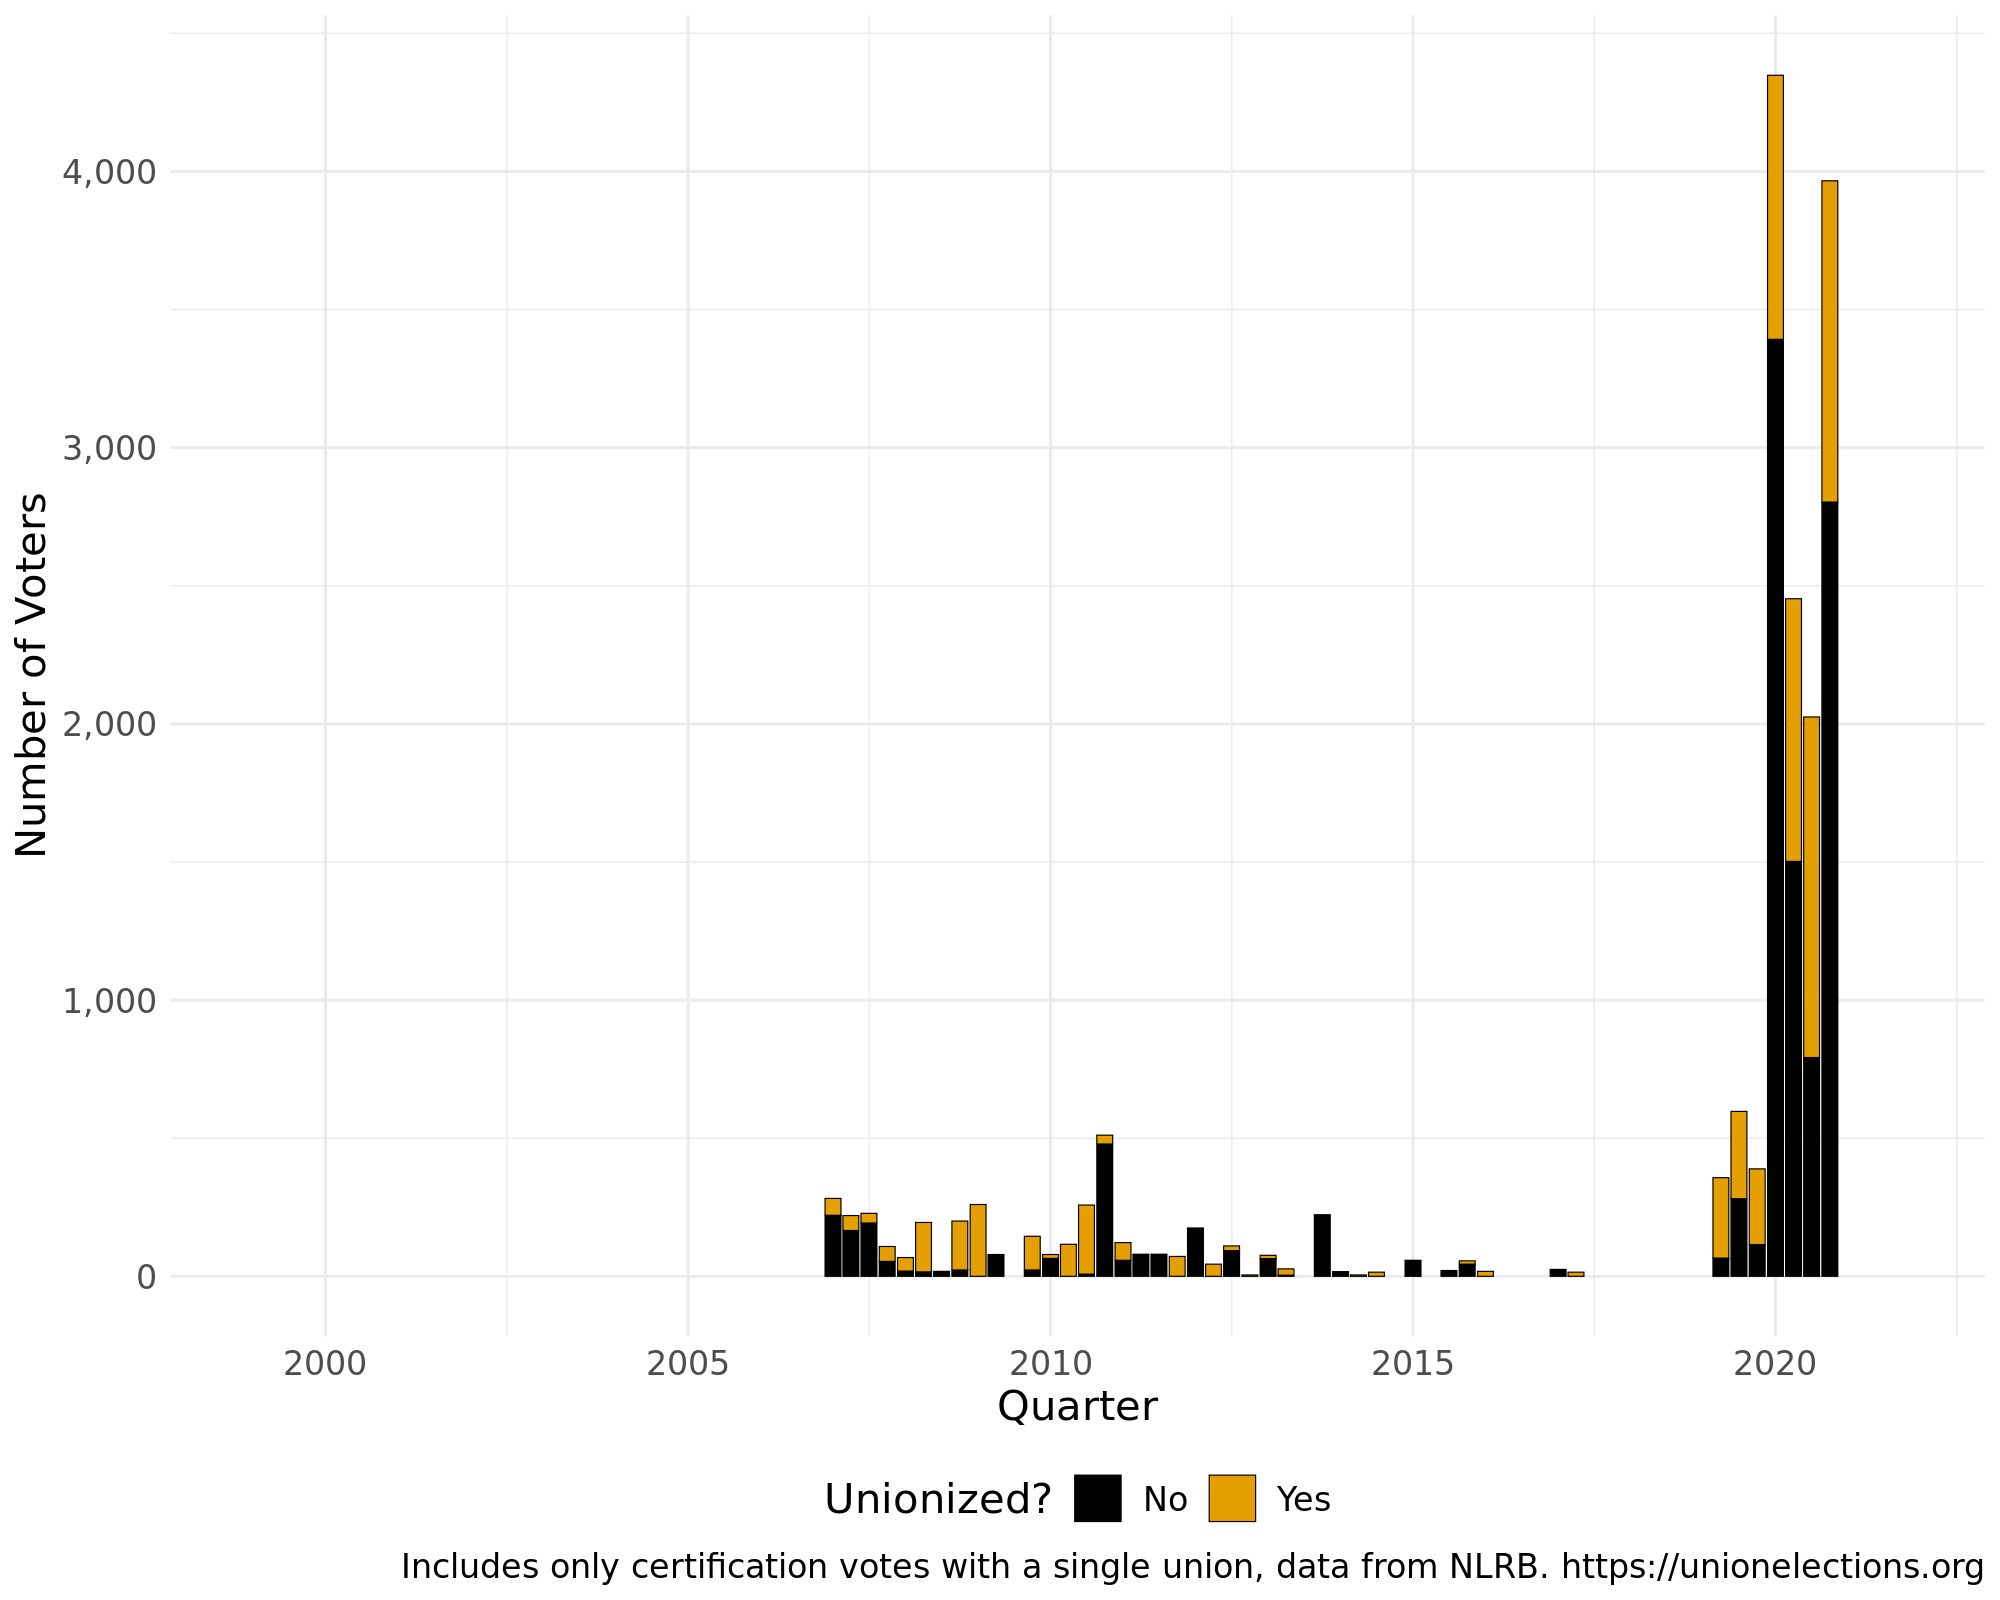 4,000
3,000
2,000
1,000
0
Number of Voters
2000 2005 2010 2015 2020
Quarter
Unionized? No Yes
Includes only certification votes with a single union, data from NLRB. https://unionelections.org